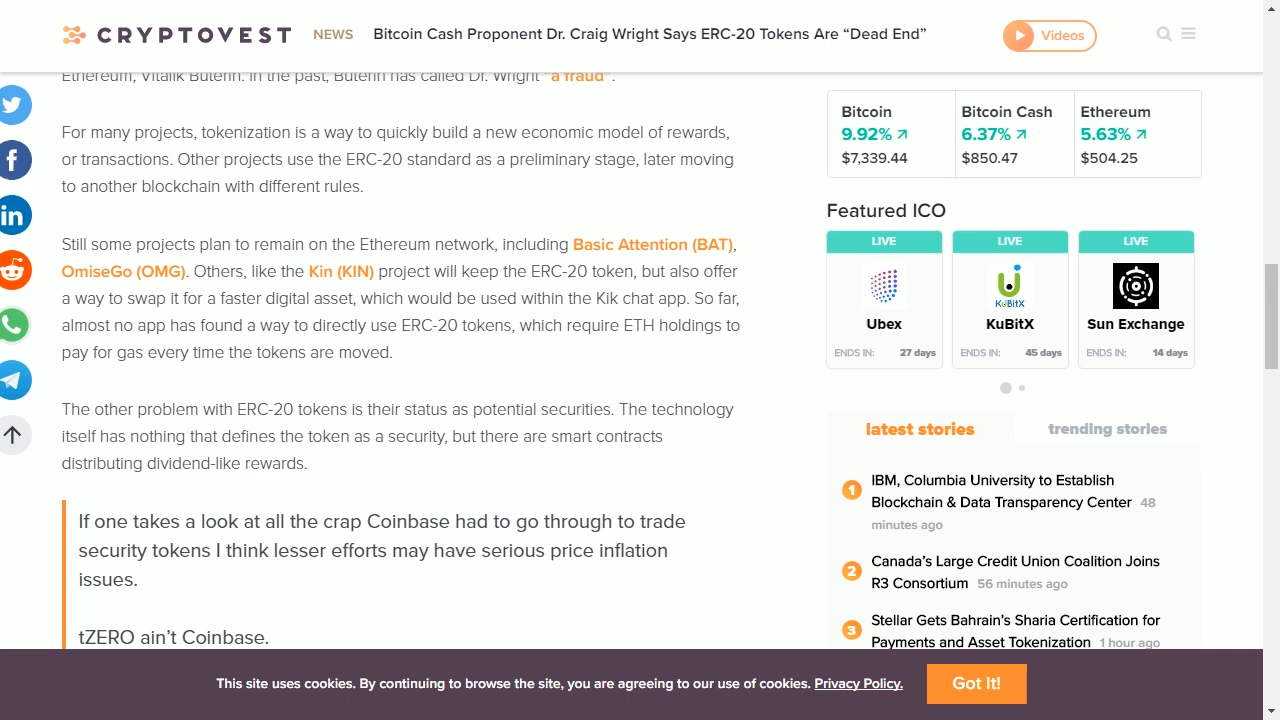 CRYPTOVEST
NEWS
Bitcoin Cash Proponent Dr. Craig Wright Says ERC-20 Tokens Are “Dead End”
Videos
Ethereum, Vitalik Buterin. In the past, Buterin has called Dr. Wright "a fraud".
For many projects, tokenization is a way to quickly build a new economic model of rewards,
or transactions. Other projects use the ERC-20 standard as a preliminary stage, later moving
to another blockchain with different rules.
Still some projects plan to remain on the Ethereum network, including Basic Attention (BAT),
OmiseGo (OMG). Others, like the Kin (KIN) project will keep the ERC-20 token, but also offer
a way to swap it for a faster digital asset, which would be used within the Kik chat app. So far,
almost no app has found a way to directly use ERC-20 tokens, which require ETH holdings to
pay for gas every time the tokens are moved.
The other problem with ERC-20 tokens is their status as potential securities. The technology
itself has nothing that defines the token as a security, but there are smart contracts
distributing dividend-like rewards.
If one takes a look at all the crap Coinbase had to go through to trade
security tokens I think lesser efforts may have serious price inflation
issues.
tZERO ain’t Coinbase.
Bitcoin Bitcoin Cash Ethereum
9.92% 6.37% 5.63%
$7,339.44 $850.47 $504.25
Featured ICO
LIVE LIVE LIVE
KuBitX
Ubex KuBitX Sun Exchange
ENDS IN: 27 days ENDS IN: 45 days ENDS IN: 14 days
latest stories trending stories
1 IBM, Columbia University to Establish
Blockchain & Data Transparency Center 48
minutes ago
2 Canada’s Large Credit Union Coalition Joins
R3 Consortium 56 minutes ago
3 Stellar Gets Bahrain’s Sharia Certification for
Payments and Asset Tokenization 1 hour ago
This site uses cookies. By continuing to browse the site, you are agreeing to our use of cookies. Privacy Policy.
Got It!